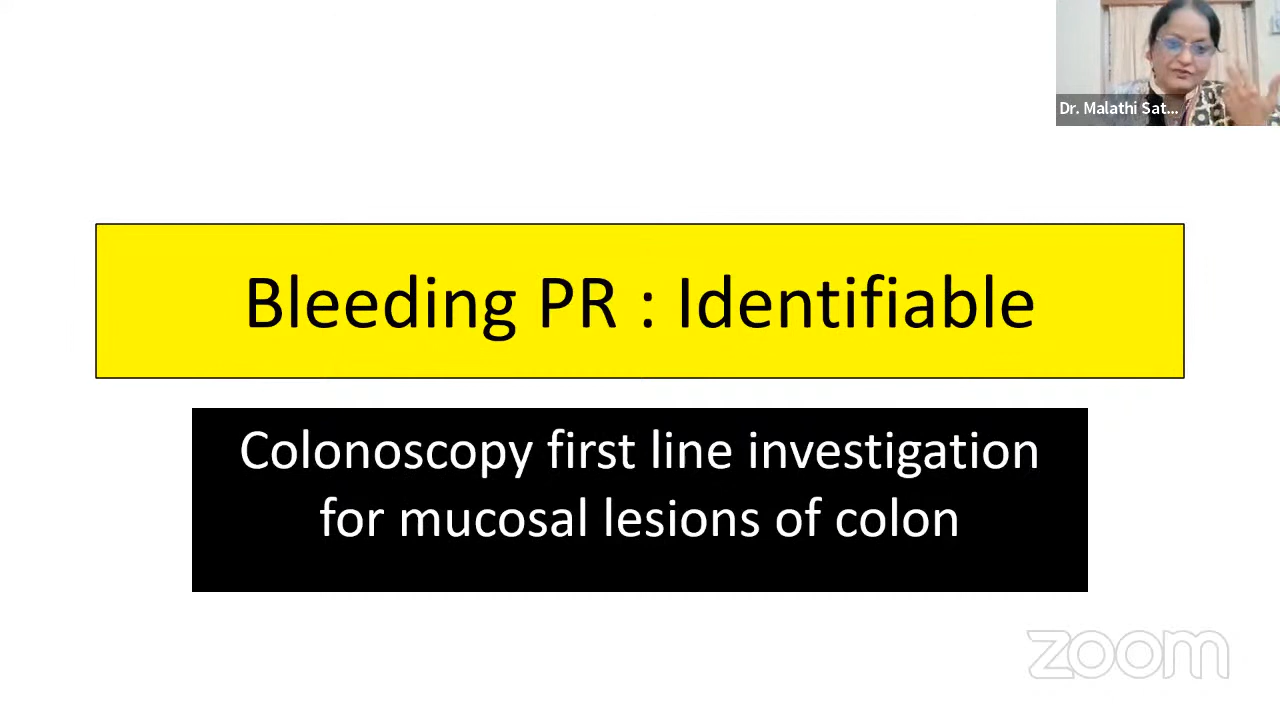 Dr. Malathi Sat...
Bleeding PR : Identifiable
Colonoscopy first line investigation
for mucosal lesions of colon
zoom